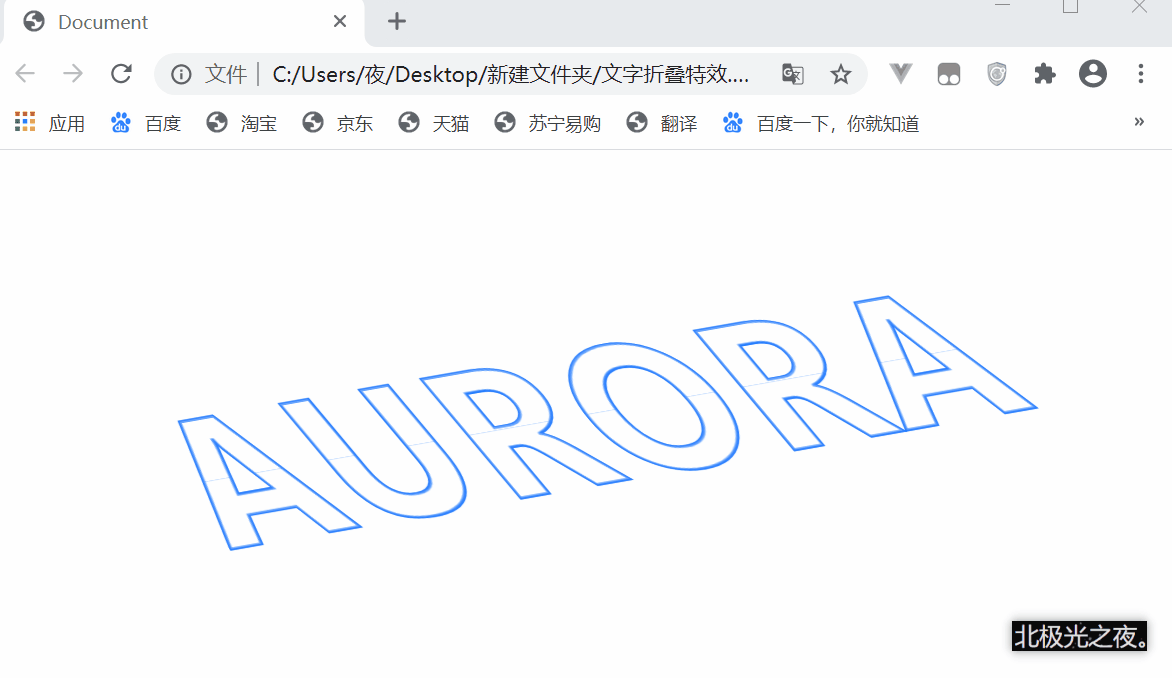 Document
文件 C:/Users/夜/Desktop/新建文件夹/文字折叠特效....
应用 百度 淘宝 京东 天猫 苏宁易购 翻译 百度一下，你就知道 »
AURORA
北极光之夜。